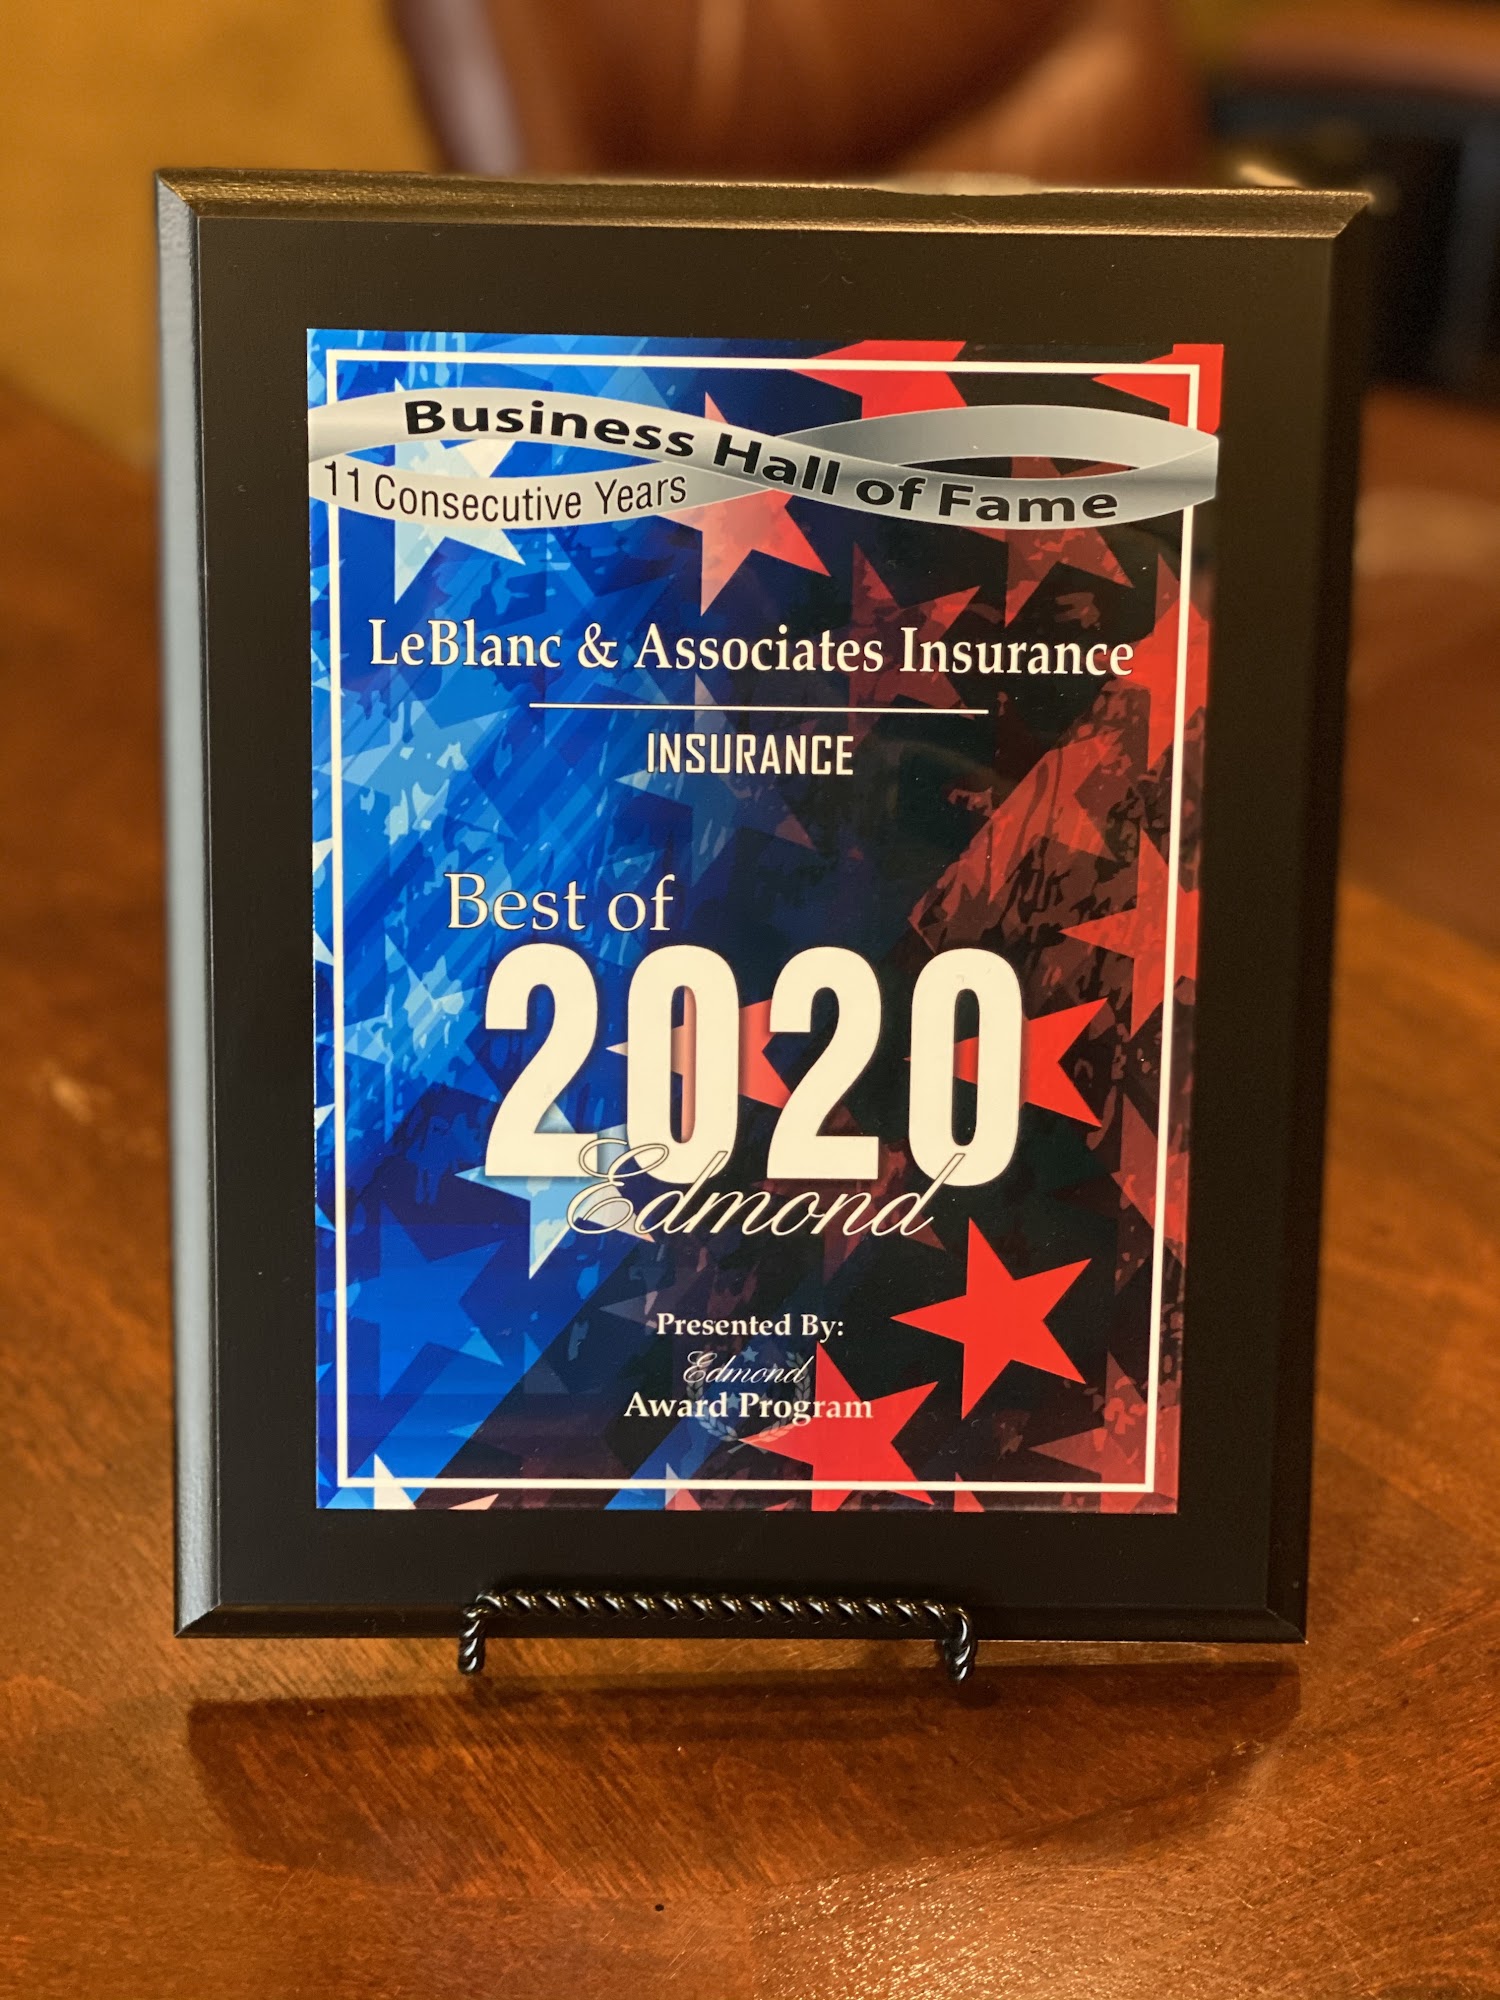 Business Hall of Fame
11 Consecutive Years
LeBlanc & Associates Insurance
INSURANCE
Best of
2020
Edmond
Presented By:
Edmond
Award Program